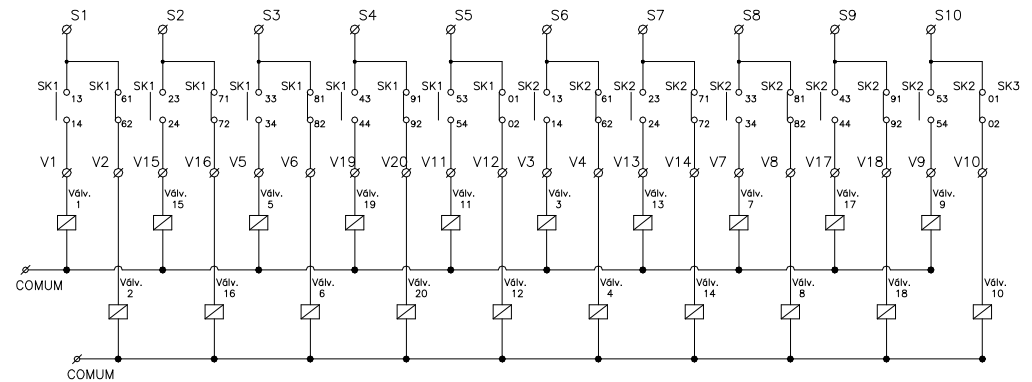 S1 S2 S3 S4 S5 S6 S7 S8 S9 S10
SK1 SK1 SK1 SK1 SK1 SK1 SK1 SK1 SK1 SK1 SK2 SK2 SK2 SK2 SK2 SK2 SK2 SK2 SK2 SK3
13 61 23 71 33 81 43 91 53 01 13 61 23 71 33 81 43 91 53 01
14 62 24 72 34 82 44 92 54 02 14 62 24 72 34 82 44 92 54 02
V1 V2 V15 V16 V5 V6 V19 V20 V11 V12 V3 V4 V13 V14 V7 V8 V17 V18 V9 V10
Válv. Válv. Válv. Válv. Válv. Válv. Válv. Válv. Válv. Válv.
1 15 5 19 11 3 13 7 17 9
COMUM
Válv. Válv. Válv. Válv. Válv. Válv. Válv. Válv. Válv. Válv.
2 16 6 20 12 4 14 8 18 10
COMUM